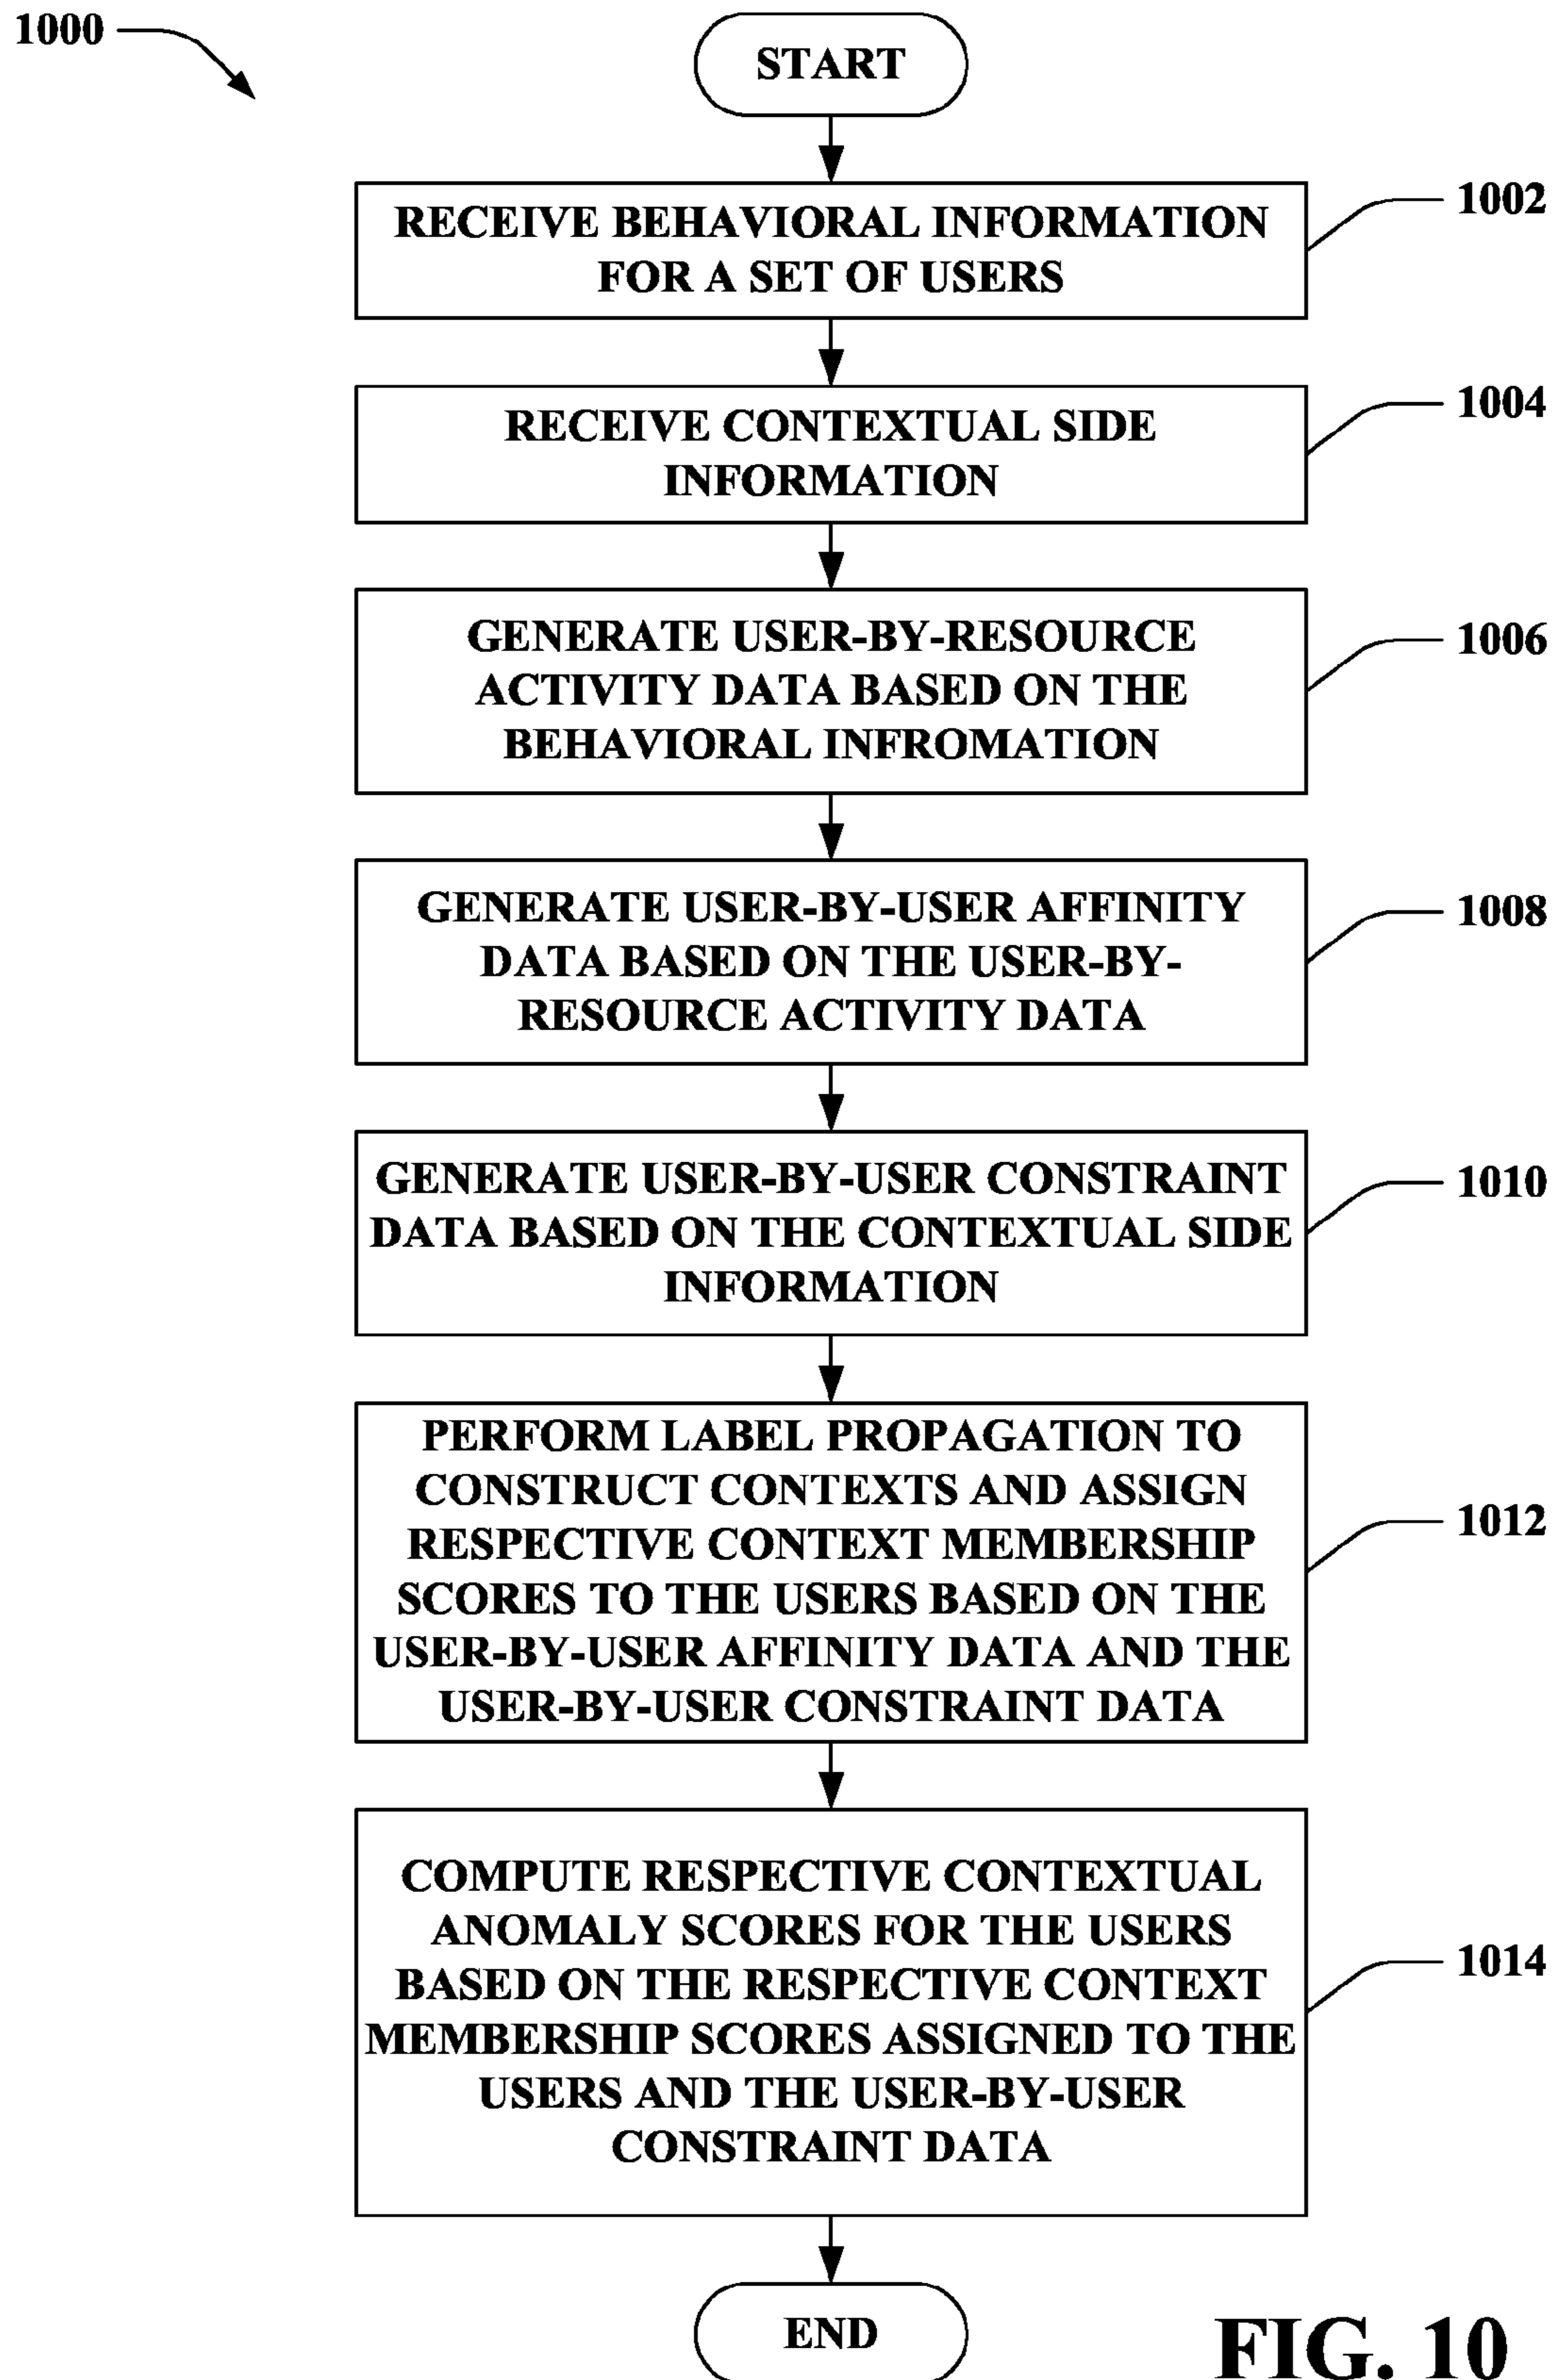 1000
START
RECEIVE BEHAVIORAL INFORMATION
FOR A SET OF USERS
1002
RECEIVE CONTEXTUAL SIDE
INFORMATION
1004
GENERATE USER-BY-RESOURCE
ACTIVITY DATA BASED ON THE
BEHAVIORAL INFROMATION
1006
GENERATE USER-BY-USER AFFINITY
DATA BASED ON THE USER-BY-
RESOURCE ACTIVITY DATA
1008
GENERATE USER-BY-USER CONSTRAINT
DATA BASED ON THE CONTEXTUAL SIDE
INFORMATION
1010
PERFORM LABEL PROPAGATION TO
CONSTRUCT CONTEXTS AND ASSIGN
RESPECTIVE CONTEXT MEMBERSHIP
SCORES TO THE USERS BASED ON THE
USER-BY-USER AFFINITY DATA AND THE
USER-BY-USER CONSTRAINT DATA
1012
COMPUTE RESPECTIVE CONTEXTUAL
ANOMALY SCORES FOR THE USERS
BASED ON THE RESPECTIVE CONTEXT
MEMBERSHIP SCORES ASSIGNED TO THE
USERS AND THE USER-BY-USER
CONSTRAINT DATA
1014
END
FIG. 10